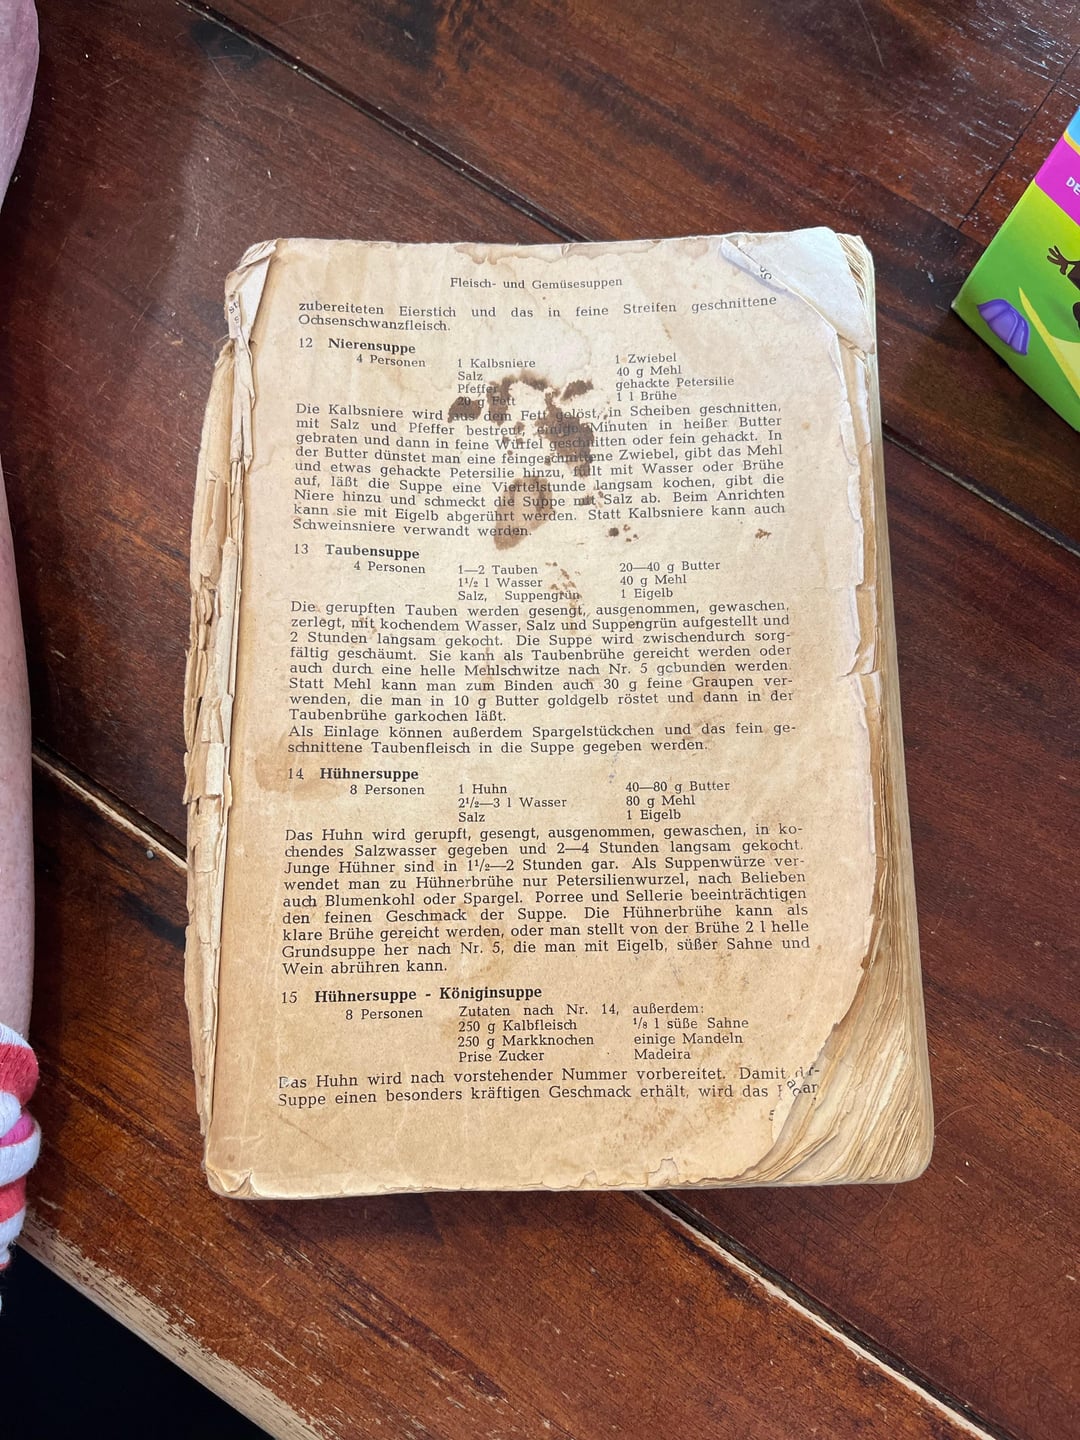 Fleisch- und Gemüsesuppen
zubereiteten Eierstich und das in feine Streifen geschnittene
Ochsenschwanzfleisch.
12 Nierensuppe
4 Personen 1 Kalbsniere 1 Zwiebel
Salz 40 g Mehl
Pfeffer gehackte Petersilie
20 g Fett 1 l Brühe
Die Kalbsniere wird aus dem Fett gelöst, in Scheiben geschnitten,
mit Salz und Pfeffer bestreut, einige Minuten in heißer Butter
gebraten und dann in feine Würfel geschnitten oder fein gehackt. In
der Butter dünstet man eine feingeschnittene Zwiebel, gibt das Mehl
und etwas gehackte Petersilie hinzu, füllt mit Wasser oder Brühe
auf, läßt die Suppe eine Viertelstunde langsam kochen, gibt die
Niere hinzu und schmeckt die Suppe mit Salz ab. Beim Anrichten
kann sie mit Eigelb abgerührt werden. Statt Kalbsniere kann auch
Schweinsniere verwandt werden.
13 Taubensuppe
4 Personen 1—2 Tauben 20—40 g Butter
1½ l Wasser 40 g Mehl
Salz, Suppengrün 1 Eigelb
Die gerupften Tauben werden gesengt, ausgenommen, gewaschen,
zerlegt, mit kochendem Wasser, Salz und Suppengrün aufgestellt und
2 Stunden langsam gekocht. Die Suppe wird zwischendurch sorg-
fältig geschäumt. Sie kann als Taubenbrühe gereicht werden oder
auch durch eine helle Mehlschwitze nach Nr. 5 gebunden werden.
Statt Mehl kann man zum Binden auch 30 g feine Graupen ver-
wenden, die man in 10 g Butter goldgelb röstet und dann in der
Taubenbrühe garkochen läßt.
Als Einlage können außerdem Spargelstückchen und das fein ge-
schnittene Taubenfleisch in die Suppe gegeben werden.
14 Hühnersuppe
8 Personen 1 Huhn 40—80 g Butter
2½—3 l Wasser 80 g Mehl
Salz 1 Eigelb
Das Huhn wird gerupft, gesengt, ausgenommen, gewaschen, in ko-
chendes Salzwasser gegeben und 2—4 Stunden langsam gekocht.
Junge Hühner sind in 1½—2 Stunden gar. Als Suppenwürze ver-
wendet man zu Hühnerbrühe nur Petersilienwurzel, nach Belieben
auch Blumenkohl oder Spargel. Porree und Sellerie beeinträchtigen
den feinen Geschmack der Suppe. Die Hühnerbrühe kann als
klare Brühe gereicht werden, oder man stellt von der Brühe 2 l helle
Grundsuppe her nach Nr. 5, die man mit Eigelb, süßer Sahne und
Wein abrühren kann.
15 Hühnersuppe - Königinsuppe
8 Personen Zutaten nach Nr. 14, außerdem:
250 g Kalbfleisch ⅛ l süße Sahne
250 g Markknochen einige Mandeln
Prise Zucker Madeira
Das Huhn wird nach vorstehender Nummer vorbereitet. Damit
Suppe einen besonders kräftigen Geschmack erhält, wird das